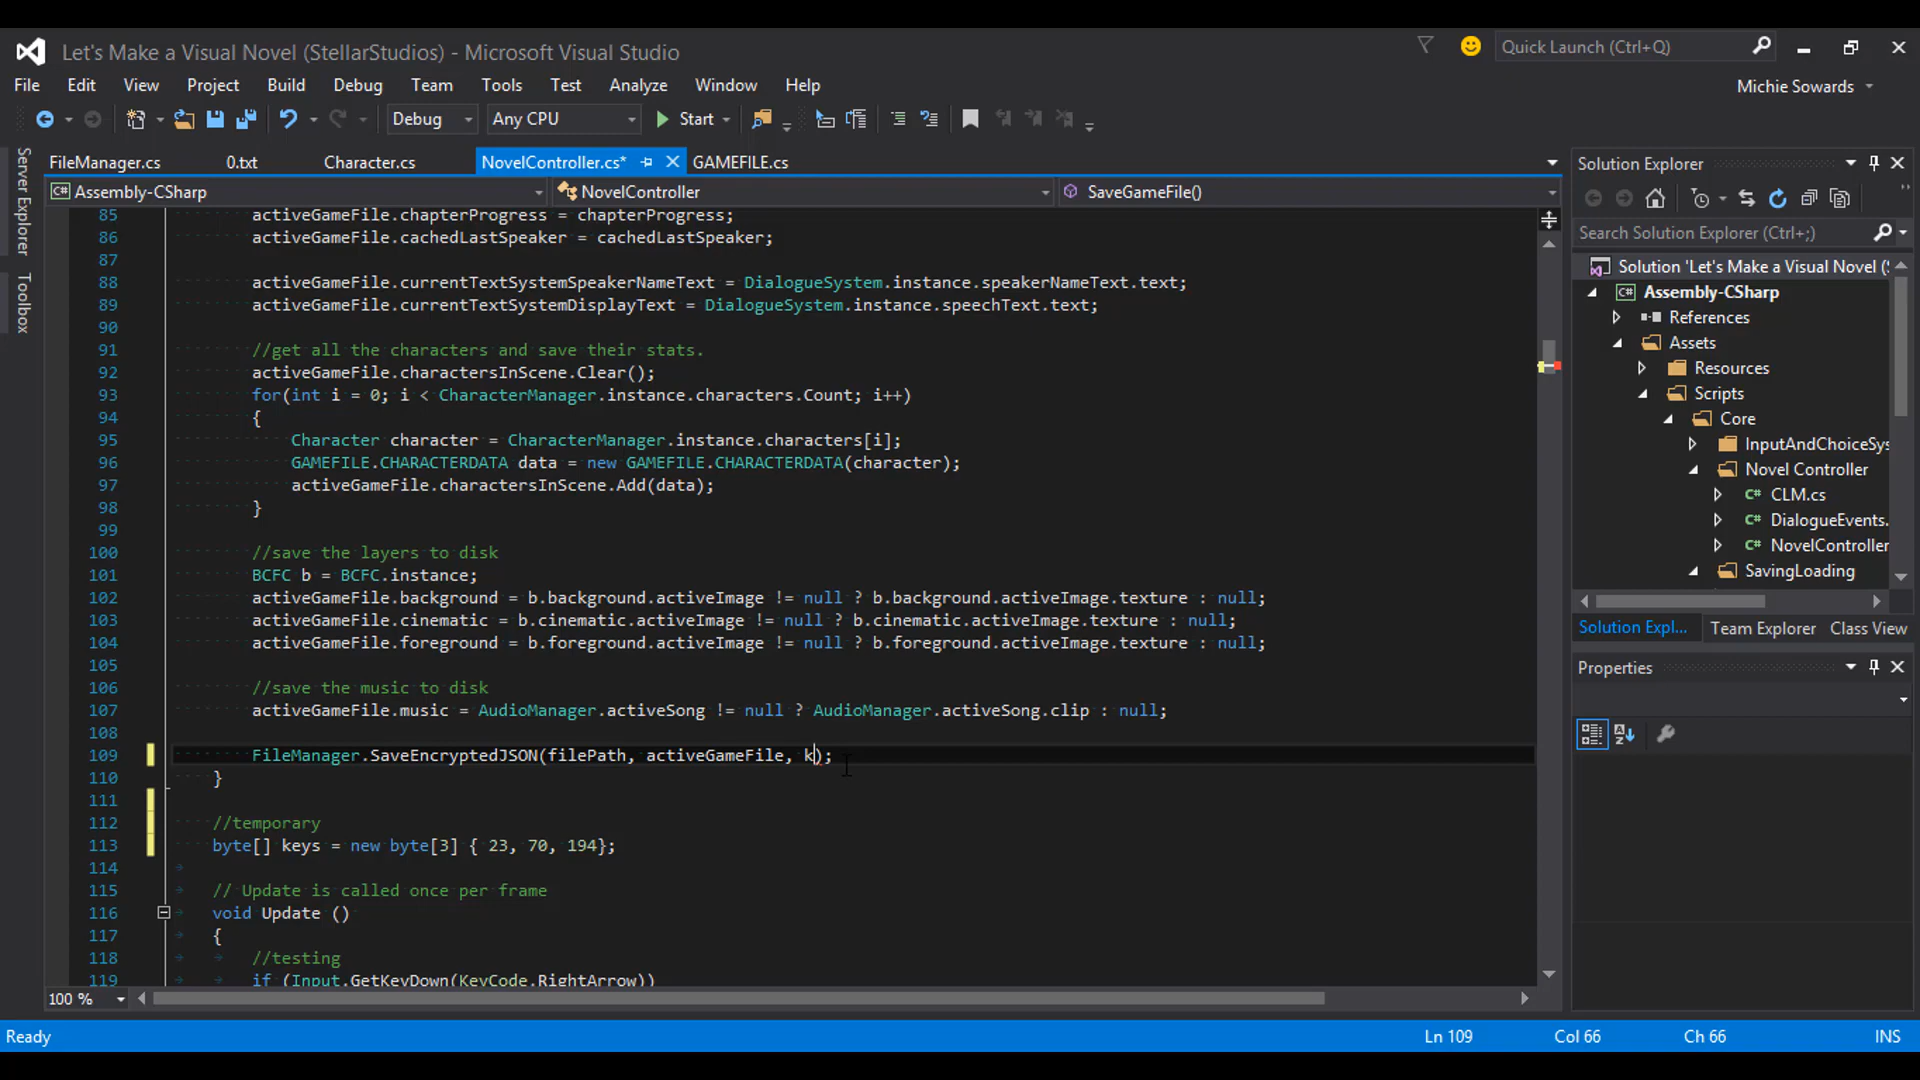 Let's Make a Visual Novel (StellarStudios) - Microsoft Visual Studio
Quick Launch (Ctrl+Q)
File Edit View Project Build Debug Team Tools Test Analyze Window Help
Michie Sowards
Debug Any CPU Start
Server Explorer
Toolbox
FileManager.cs 0.txt Character.cs NovelController.cs* GAMEFILE.cs
Assembly-CSharp NovelController SaveGameFile()
85 activeGameFile.chapterProgress = chapterProgress;
86 activeGameFile.cachedLastSpeaker = cachedLastSpeaker;
87
88 activeGameFile.currentTextSystemSpeakerNameText = DialogueSystem.instance.speakerNameText.text;
89 activeGameFile.currentTextSystemDisplayText = DialogueSystem.instance.speechText.text;
90
91 //get all the characters and save their stats.
92 activeGameFile.charactersInScene.Clear();
93 for(int i = 0; i < CharacterManager.instance.characters.Count; i++)
94 {
95 Character character = CharacterManager.instance.characters[i];
96 GAMEFILE.CHARACTERDATA data = new GAMEFILE.CHARACTERDATA(character);
97 activeGameFile.charactersInScene.Add(data);
98 }
99
100 //save the layers to disk
101 BCFC b = BCFC.instance;
102 activeGameFile.background = b.background.activeImage != null ? b.background.activeImage.texture : null;
103 activeGameFile.cinematic = b.cinematic.activeImage != null ? b.cinematic.activeImage.texture : null;
104 activeGameFile.foreground = b.foreground.activeImage != null ? b.foreground.activeImage.texture : null;
105
106 //save the music to disk
107 activeGameFile.music = AudioManager.activeSong != null ? AudioManager.activeSong.clip : null;
108
109 FileManager.SaveEncryptedJSON(filePath, activeGameFile, k);
110 }
111
112 //temporary
113 byte[] keys = new byte[3] { 23, 70, 194};
114
115 // Update is called once per frame
116 void Update ()
117 {
118 //testing
119 if (Input.GetKeyDown(KeyCode.RightArrow))
100 %
Solution Explorer
Search Solution Explorer (Ctrl+;)
Solution 'Let's Make a Visual Novel (S
C# Assembly-CSharp
References
Assets
Resources
Scripts
Core
InputAndChoiceSys
Novel Controller
C# CLM.cs
C# DialogueEvents.
C# NovelController
SavingLoading
Solution Expl... Team Explorer Class View
Properties
Ready Ln 109 Col 66 Ch 66 INS